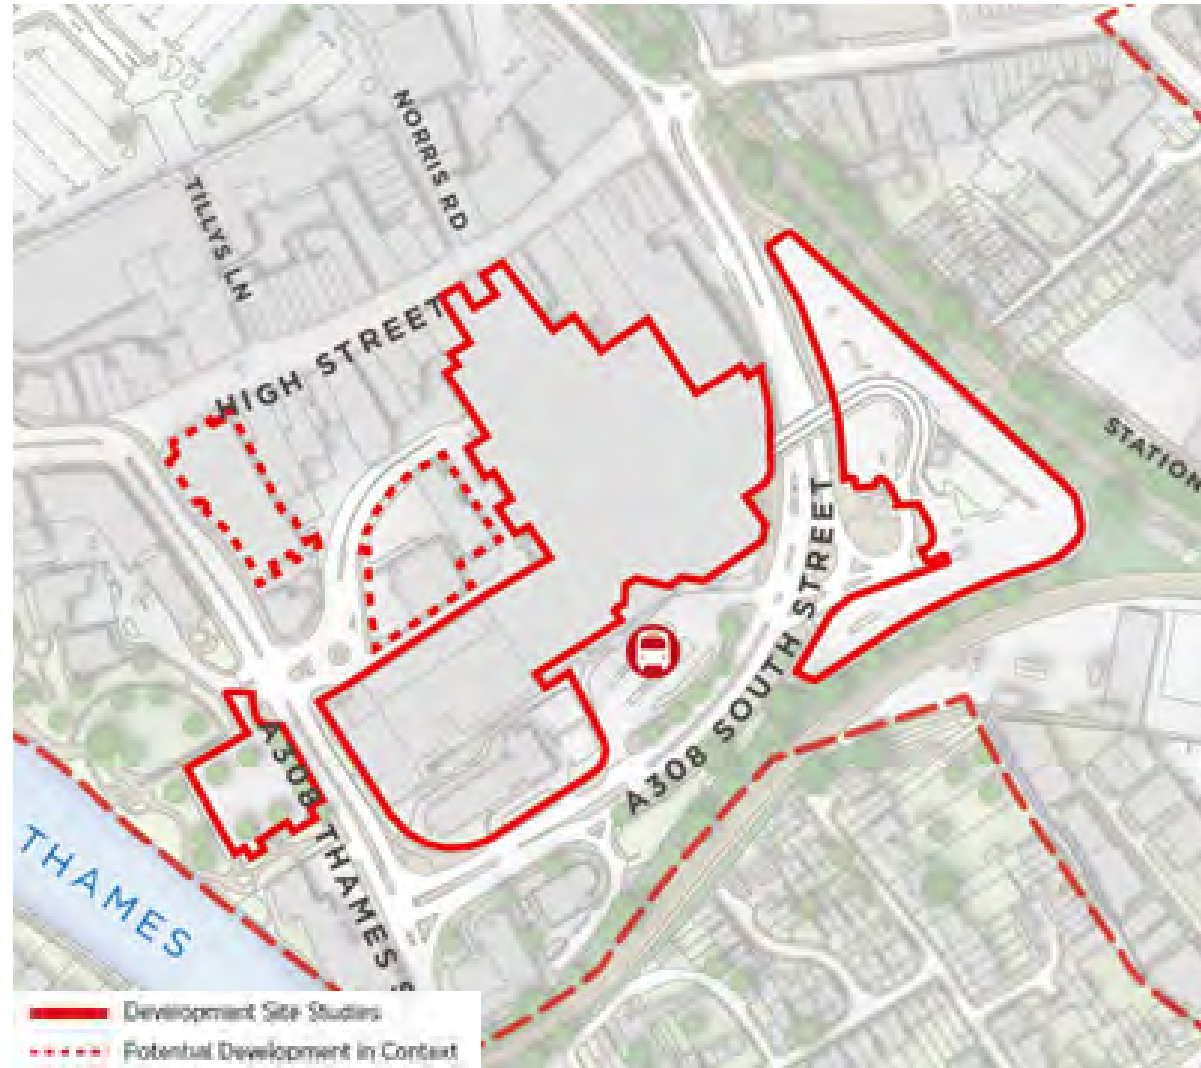 NORRIS RD
TILLYS LN
HIGH STREET
STATION
A308 SOUTH STREET
A308 THAMES S
THAMES
Development Site Studies
Potential Development in Context